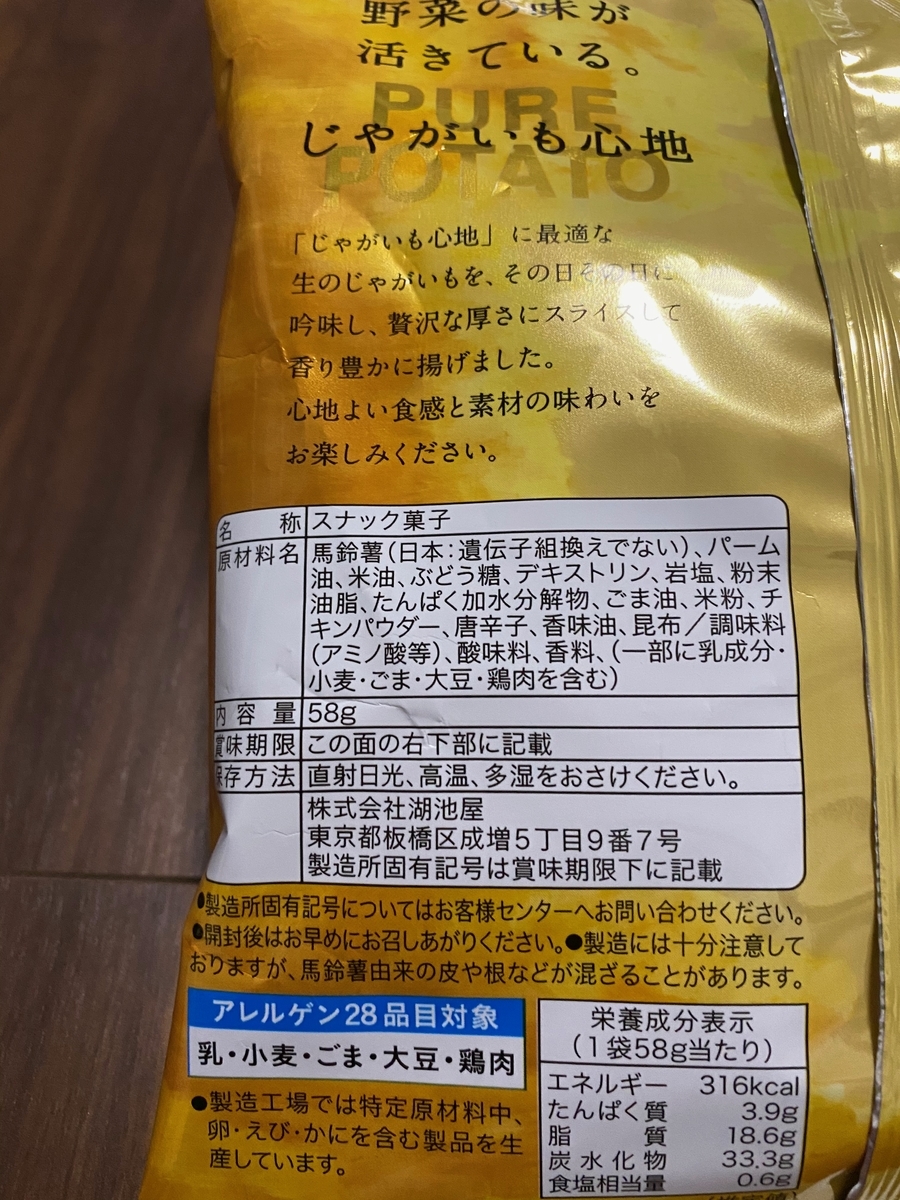 野菜の味が
活きている。
PURE
POTATO
じゃがいも心地
「じゃがいも心地」に最適な
生のじゃがいもを、その日その日に
吟味し、贅沢な厚さにスライスして
香り豊かに揚げました。
心地よい食感と素材の味わいを
お楽しみください。
名称 スナック菓子
原材料名 馬鈴薯(日本:遺伝子組換えでない)、パーム
油、米油、ぶどう糖、デキストリン、岩塩、粉末
油脂、たんぱく加水分解物、ごま油、米粉、チ
キンパウダー、唐辛子、香味油、昆布/調味料
(アミノ酸等)、酸味料、香料、(一部に乳成分・
小麦・ごま・大豆・鶏肉を含む)
内容量 58g
賞味期限 この面の右下部に記載
保存方法 直射日光、高温、多湿をおさけください。
株式会社湖池屋
東京都板橋区成増5丁目9番7号
製造所固有記号は賞味期限下に記載
●製造所固有記号についてはお客様センターへお問い合わせください。
●開封後はお早めにお召しあがりください。●製造には十分注意して
おりますが、馬鈴薯由来の皮や根などが混ざることがあります。
アレルゲン28品目対象
乳・小麦・ごま・大豆・鶏肉
●製造工場では特定原材料中、
卵・えび・かにを含む製品を生
産しています。
栄養成分表示
(1袋58g当たり)
エネルギー 316kcal
たんぱく質 3.9g
脂質 18.6g
炭水化物 33.3g
食塩相当量 0.6g